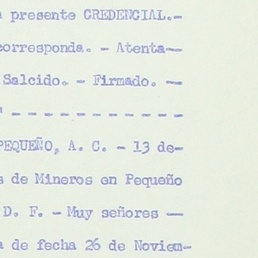 a presente CREDENCIAL.-
corresponda. - Atenta—
Salcido. - Firmado. —
" - - - - - - - - - - -
PEQUEÑO, A. C. - 13 de-
s de Mineros en Pequeño
D. F. - Muy señores —
a de fecha 26 de Noviem-